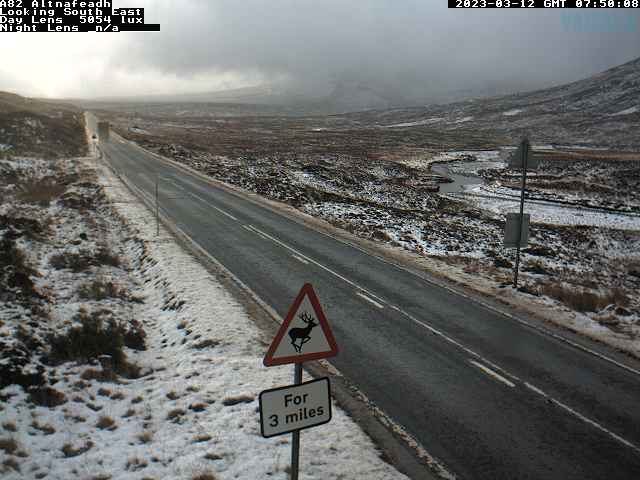 A82 Altnafeadh
Looking South East
Day Lens 5054 lux
Night Lens n/a
2023-03-12 GMT 07:50:08
For
3 miles